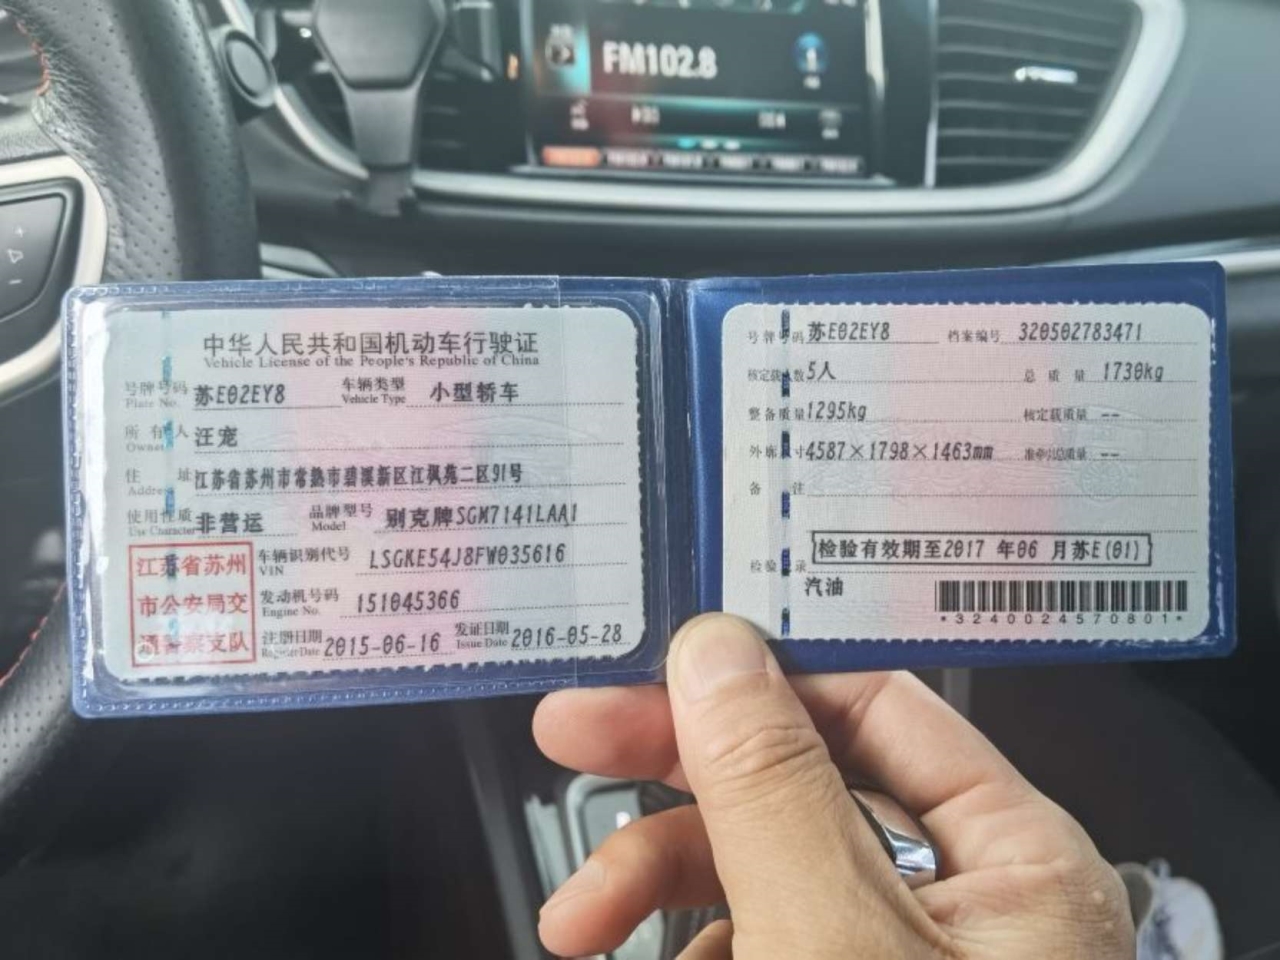 FM102.8
中华人民共和国机动车行驶证
Vehicle License of the People's Republic of China
号牌号码 苏E02EY8 车辆类型 小型轿车
Plate No. Vehicle Type
所有人 汪宠
Owner
住址 江苏省苏州市常熟市碧溪新区江枫苑二区91号
Address
使用性质 非营运 品牌型号 别克牌SGM7141LAA1
Use Character Model
江苏省苏州
市公安局交
通警察支队
车辆识别代号 LSGKE54J8FW035616
VIN
发动机号码 151045366
Engine No.
注册日期 2015-06-16 发证日期 2016-05-28
Register Date Issue Date
号牌号码 苏E02EY8 档案编号 320502783471
核定载人数 5人 总质量 1730kg
整备质量 1295kg 核定载质量 --
外廓尺寸 4587×1798×1463mm 准牵引总质量 --
备注
检验有效期至2017 年06 月苏E(01)
检验记录
汽油
*3240024570801*